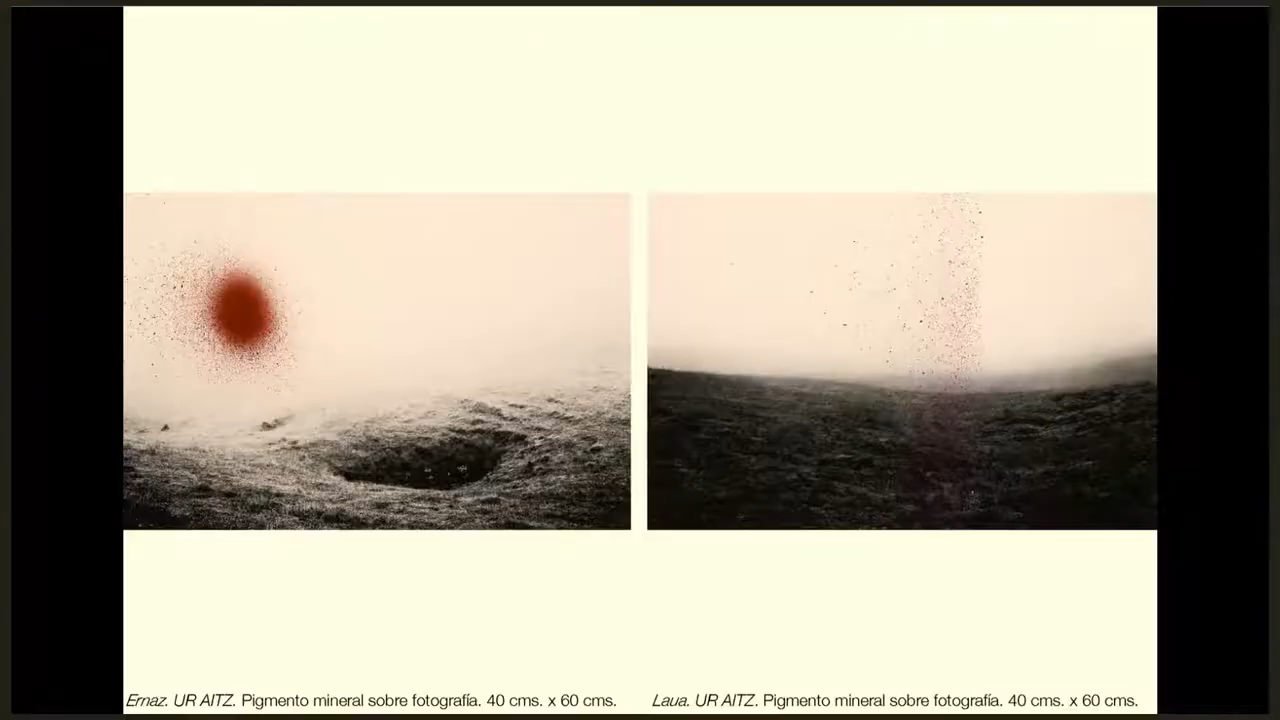 Ernaz. UR AITZ. Pigmento mineral sobre fotografía. 40 cms. x 60 cms.
Laua. UR AITZ. Pigmento mineral sobre fotografía. 40 cms. x 60 cms.